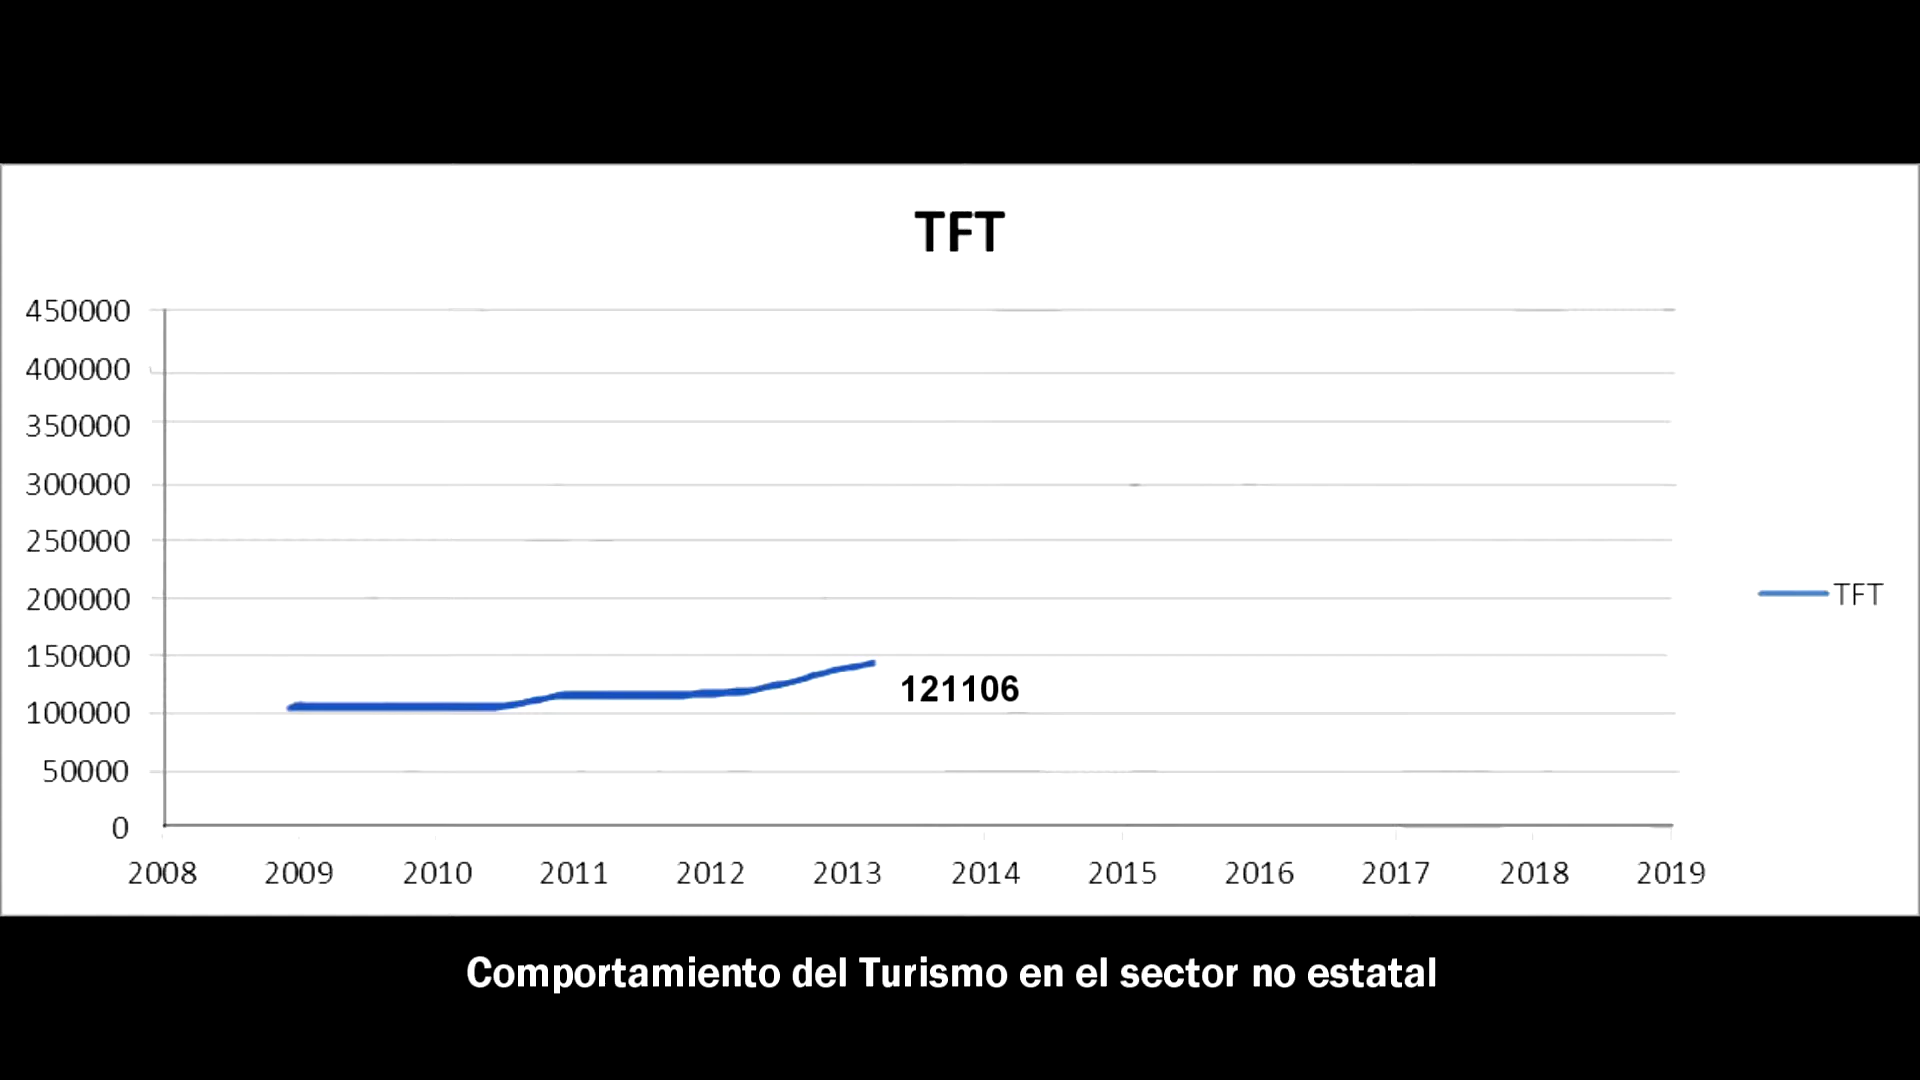 TFT
450000
400000
350000
300000
250000
200000
150000
100000
50000
0
121106
TFT
2008 2009 2010 2011 2012 2013 2014 2015 2016 2017 2018 2019
Comportamiento del Turismo en el sector no estatal